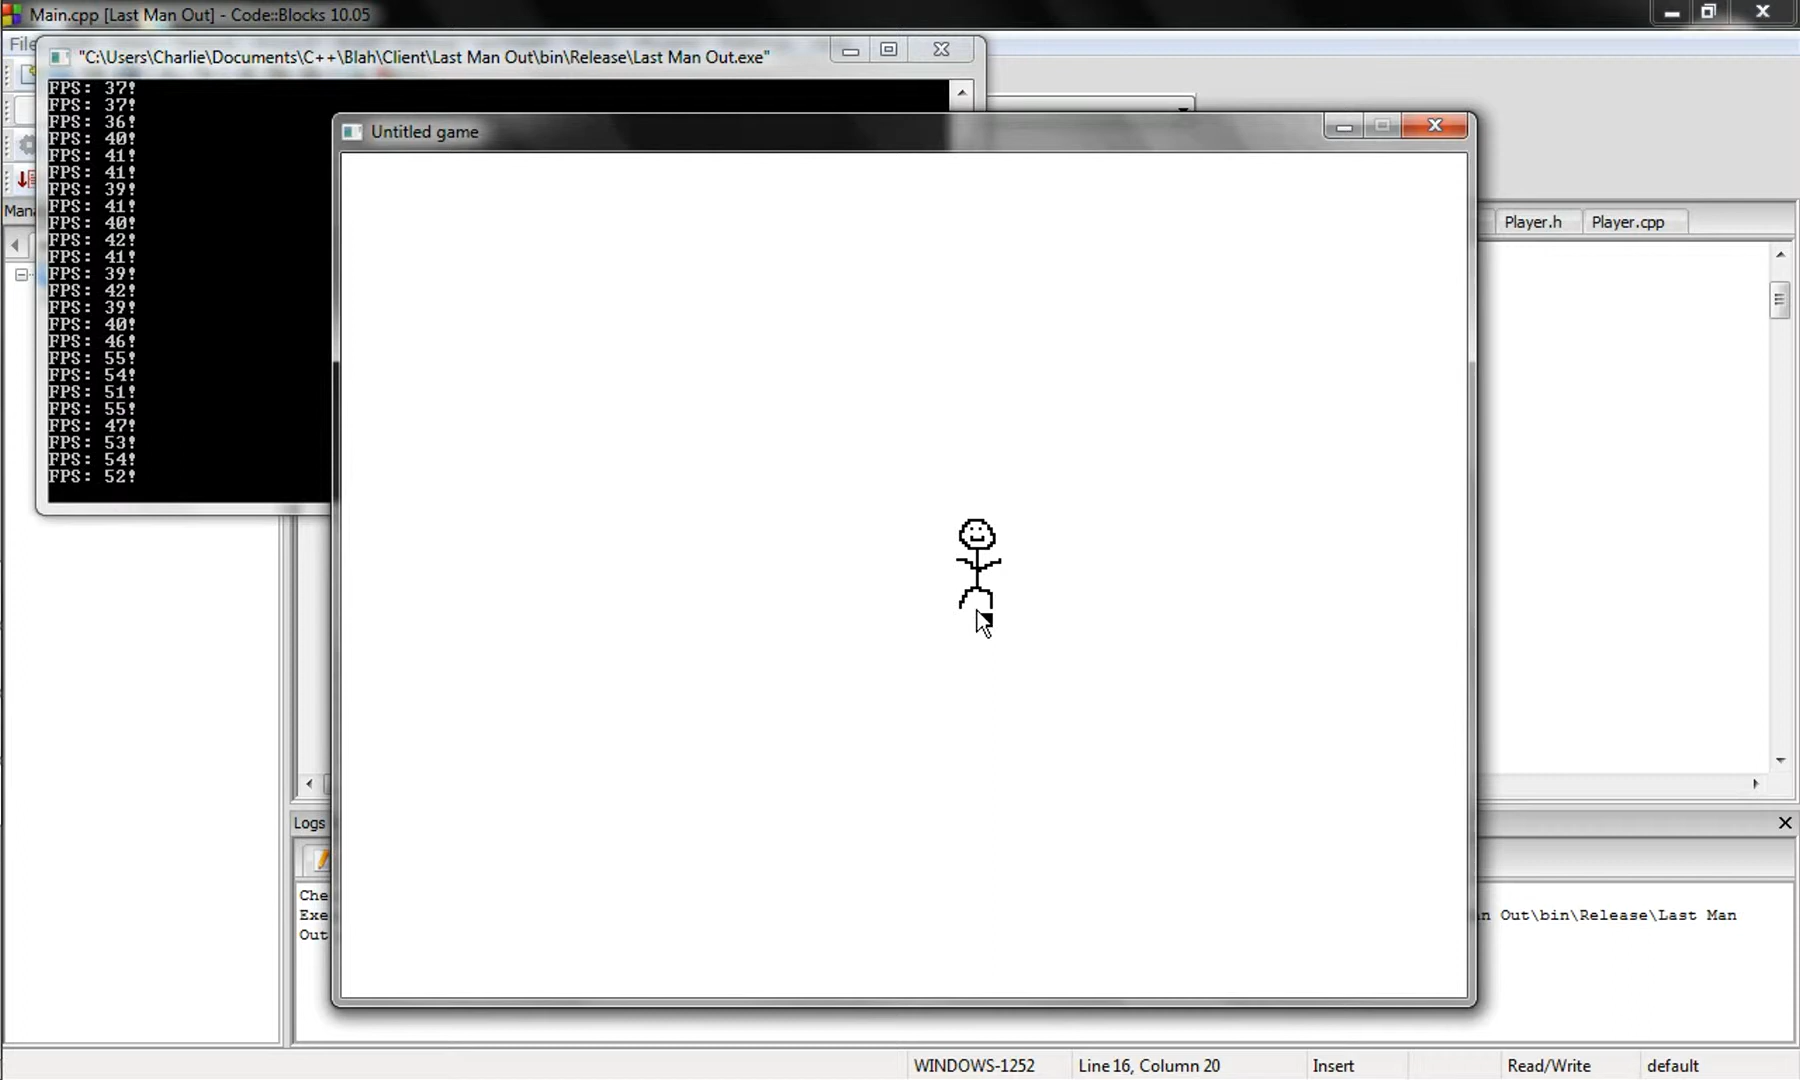 Main.cpp [Last Man Out] - Code::Blocks 10.05
File
"C:\Users\Charlie\Documents\C++\Blah\Client\Last Man Out\bin\Release\Last Man Out.exe"
FPS: 37!
FPS: 37!
FPS: 36!
FPS: 40!
FPS: 41!
FPS: 41!
FPS: 39!
FPS: 41!
FPS: 40!
FPS: 42!
FPS: 41!
FPS: 39!
FPS: 42!
FPS: 39!
FPS: 40!
FPS: 46!
FPS: 55!
FPS: 54!
FPS: 51!
FPS: 55!
FPS: 47!
FPS: 53!
FPS: 54!
FPS: 52!
Untitled game
Mana
Player.h
Player.cpp
Logs
Che
Exe
n Out\bin\Release\Last Man
Out
WINDOWS-1252
Line 16, Column 20
Insert
Read/Write
default